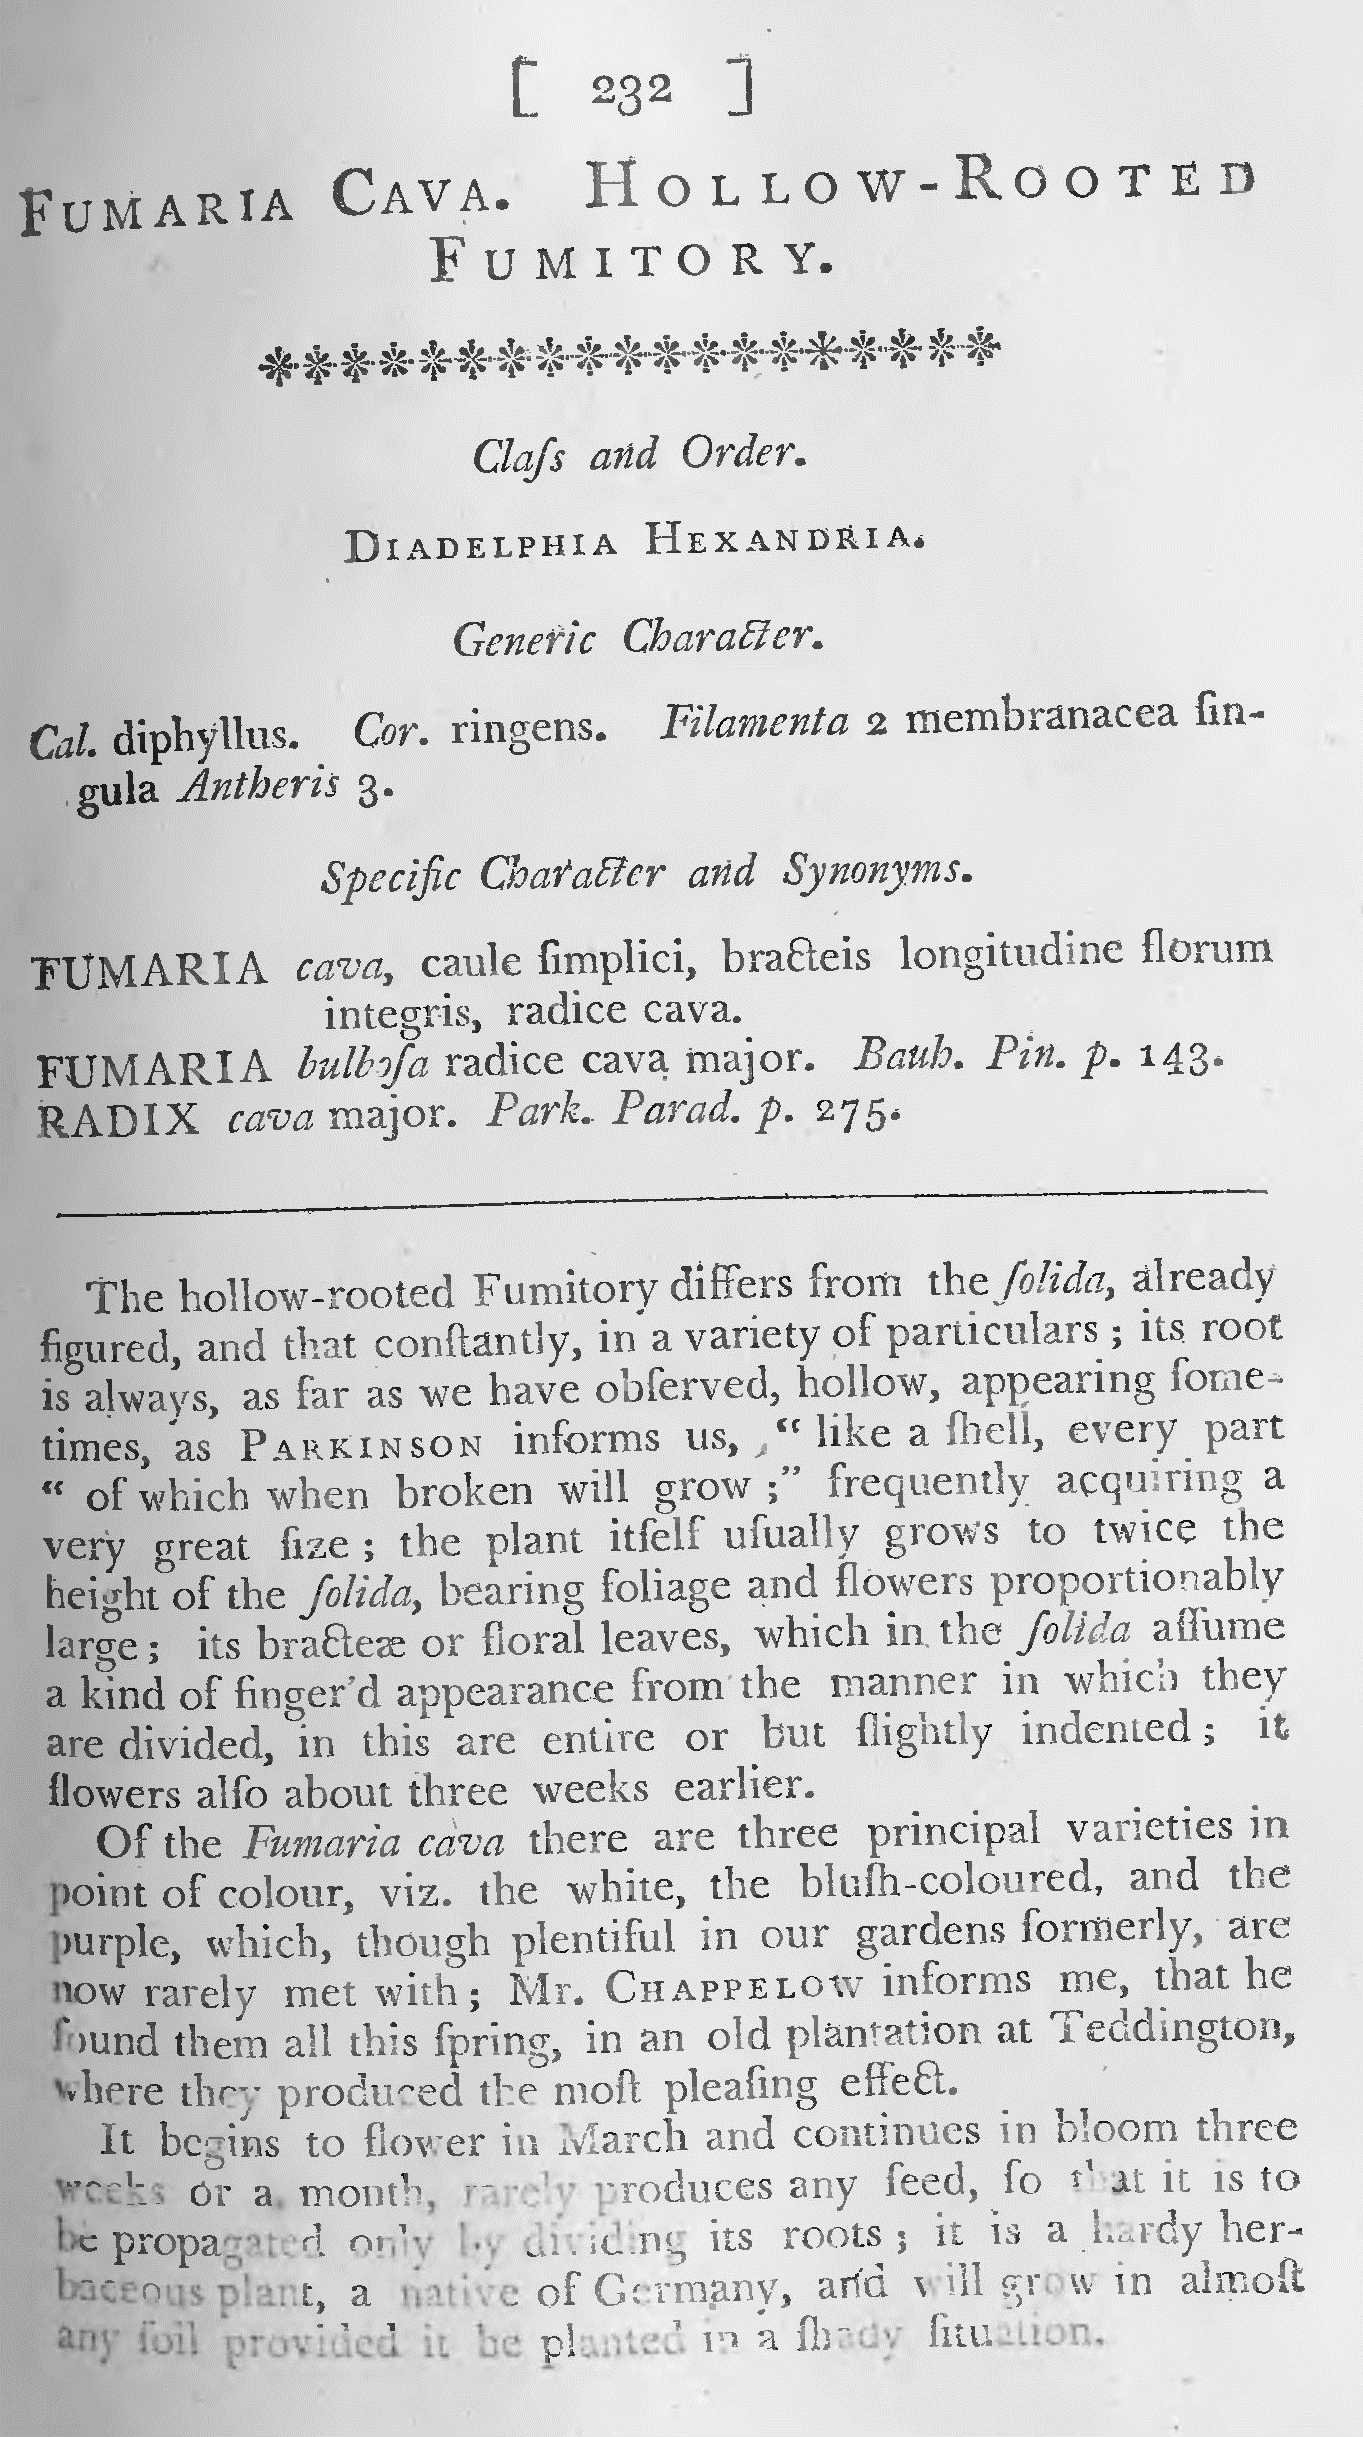 [ 232 ]
FUMARIA CAVA. HOLLOW-ROOTED
FUMITORY.
Claſs and Order.
DIADELPHIA HEXANDRIA.
Generic Character.
Cal. diphyllus. Cor. ringens. Filamenta 2 membranacea ſin-
gula Antheris 3.
Specific Character and Synonyms.
FUMARIA cava, caule ſimplici, bracteis longitudine florum
integris, radice cava.
FUMARIA bulboſa radice cava major. Bauh. Pin. p. 143.
RADIX cava major. Park. Parad. p. 275.
The hollow-rooted Fumitory differs from the ſolida, already
figured, and that conſtantly, in a variety of particulars; its root
is always, as far as we have obſerved, hollow, appearing ſome-
times, as PARKINSON informs us, “ like a ſhell, every part
“ of which when broken will grow;” frequently acquiring a
very great ſize; the plant itſelf uſually grows to twice the
height of the ſolida, bearing foliage and flowers proportionably
large; its bracteæ or floral leaves, which in the ſolida aſſume
a kind of finger'd appearance from the manner in which they
are divided, in this are entire or but ſlightly indented; it
flowers alſo about three weeks earlier.
Of the Fumaria cava there are three principal varieties in
point of colour, viz. the white, the bluſh-coloured, and the
purple, which, though plentiful in our gardens formerly, are
now rarely met with; Mr. CHAPPELOW informs me, that he
found them all this ſpring, in an old plantation at Teddington,
where they produced the moſt pleaſing effect.
It begins to flower in March and continues in bloom three
weeks or a month, rarely produces any ſeed, ſo that it is to
be propagated only by dividing its roots; it is a hardy her-
baceous plant, a native of Germany, and will grow in almoſt
any ſoil provided it be planted in a ſhady ſituation.